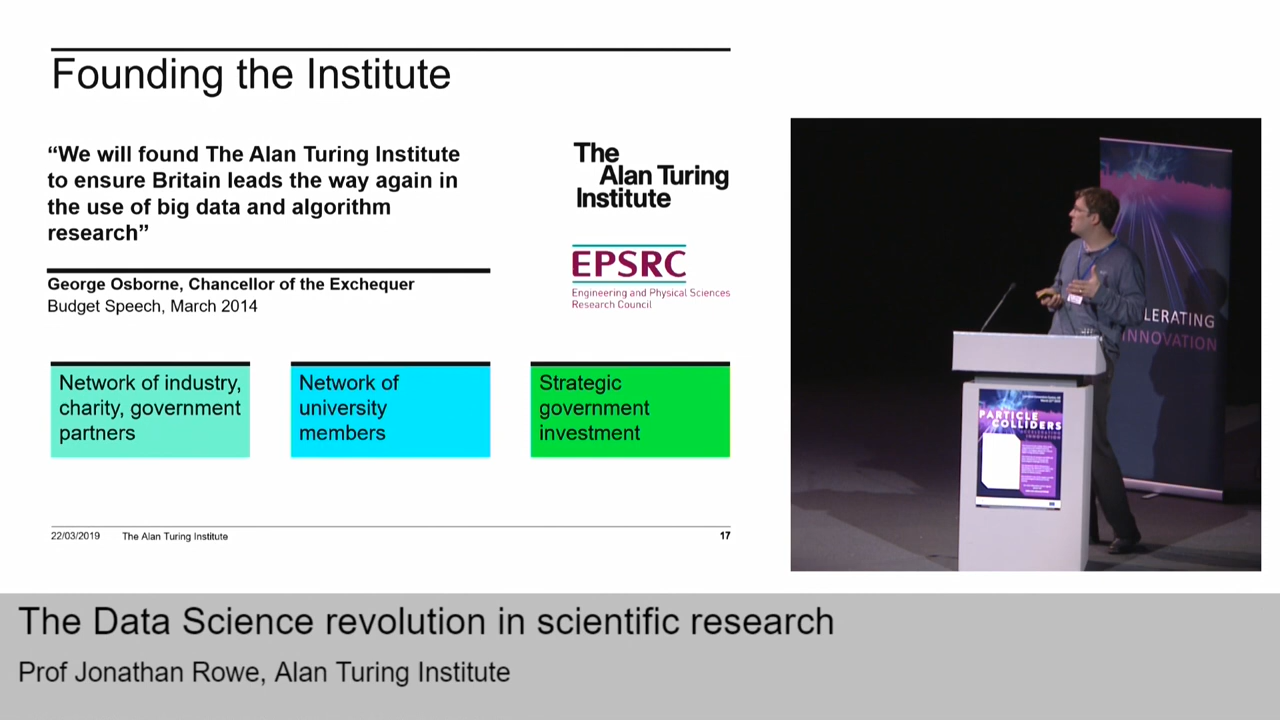 Founding the Institute
“We will found The Alan Turing Institute
to ensure Britain leads the way again in
the use of big data and algorithm
research”
George Osborne, Chancellor of the Exchequer
Budget Speech, March 2014
The
Alan Turing
Institute
EPSRC
Engineering and Physical Sciences
Research Council
Network of industry,
charity, government
partners
Network of
university
members
Strategic
government
investment
22/03/2019 The Alan Turing Institute 17
LERATING
INNOVATION
PARTICLE
COLLIDERS
ACCELERATING
INNOVATION
The Data Science revolution in scientific research
Prof Jonathan Rowe, Alan Turing Institute